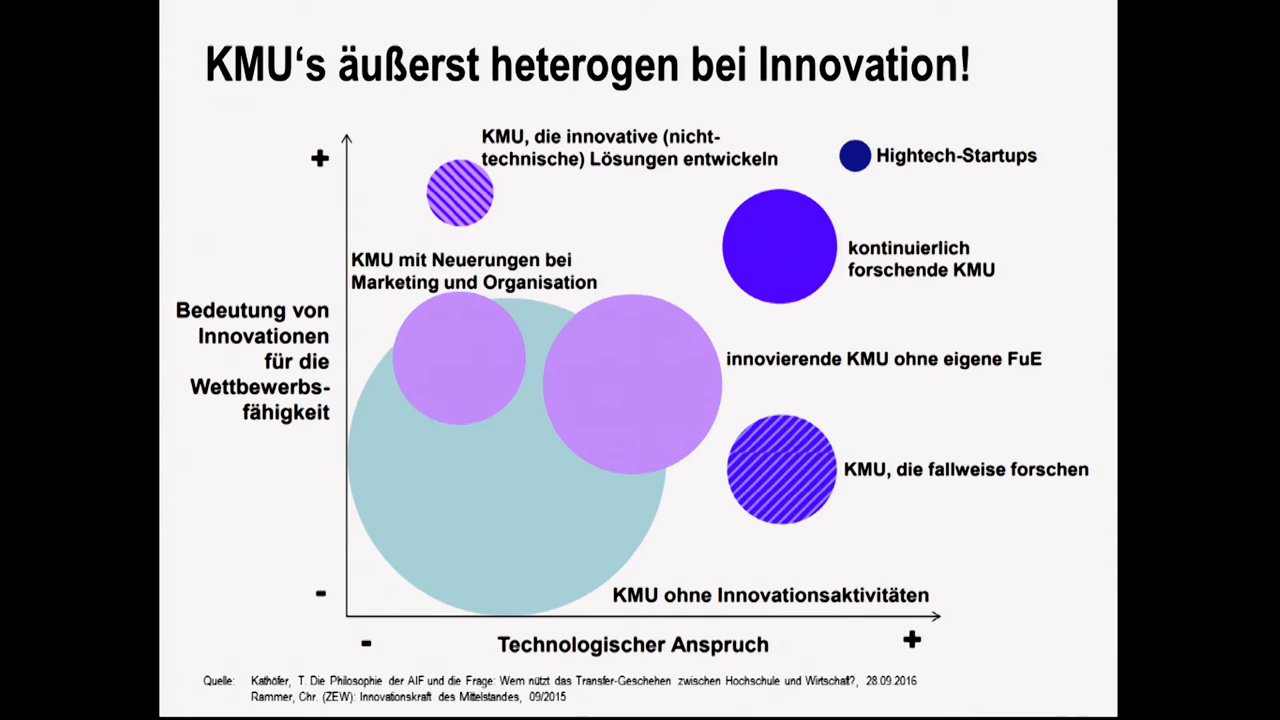 KMU‘s äußerst heterogen bei Innovation!
+
KMU, die innovative (nicht-
technische) Lösungen entwickeln
Hightech-Startups
kontinuierlich
forschende KMU
KMU mit Neuerungen bei
Marketing und Organisation
Bedeutung von
Innovationen
für die
Wettbewerbs-
fähigkeit
innovierende KMU ohne eigene FuE
KMU, die fallweise forschen
-
KMU ohne Innovationsaktivitäten
-
Technologischer Anspruch
+
Quelle: Kathöfer, T. Die Philosophie der AIF und die Frage: Wem nützt das Transfer-Geschehen zwischen Hochschule und Wirtschaft?, 28.09.2016
Rammer, Chr. (ZEW): Innovationskraft des Mittelstandes, 09/2015